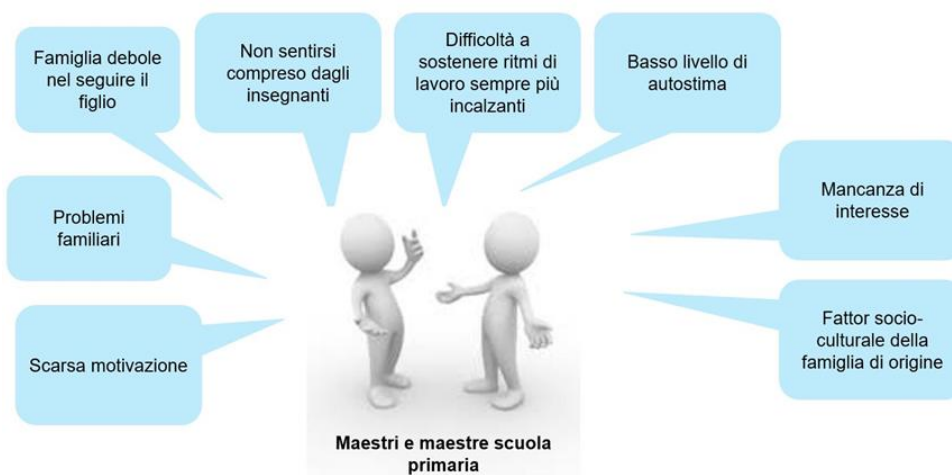 Famiglia debole
nel seguire il
figlio
Non sentirsi
compreso dagli
insegnanti
Difficoltà a
sostenere ritmi di
lavoro sempre più
incalzanti
Basso livello di
autostima
Problemi
familiari
Mancanza di
interesse
Scarsa motivazione
Fattor socio-
culturale della
famiglia di origine
Maestri e maestre scuola
primaria